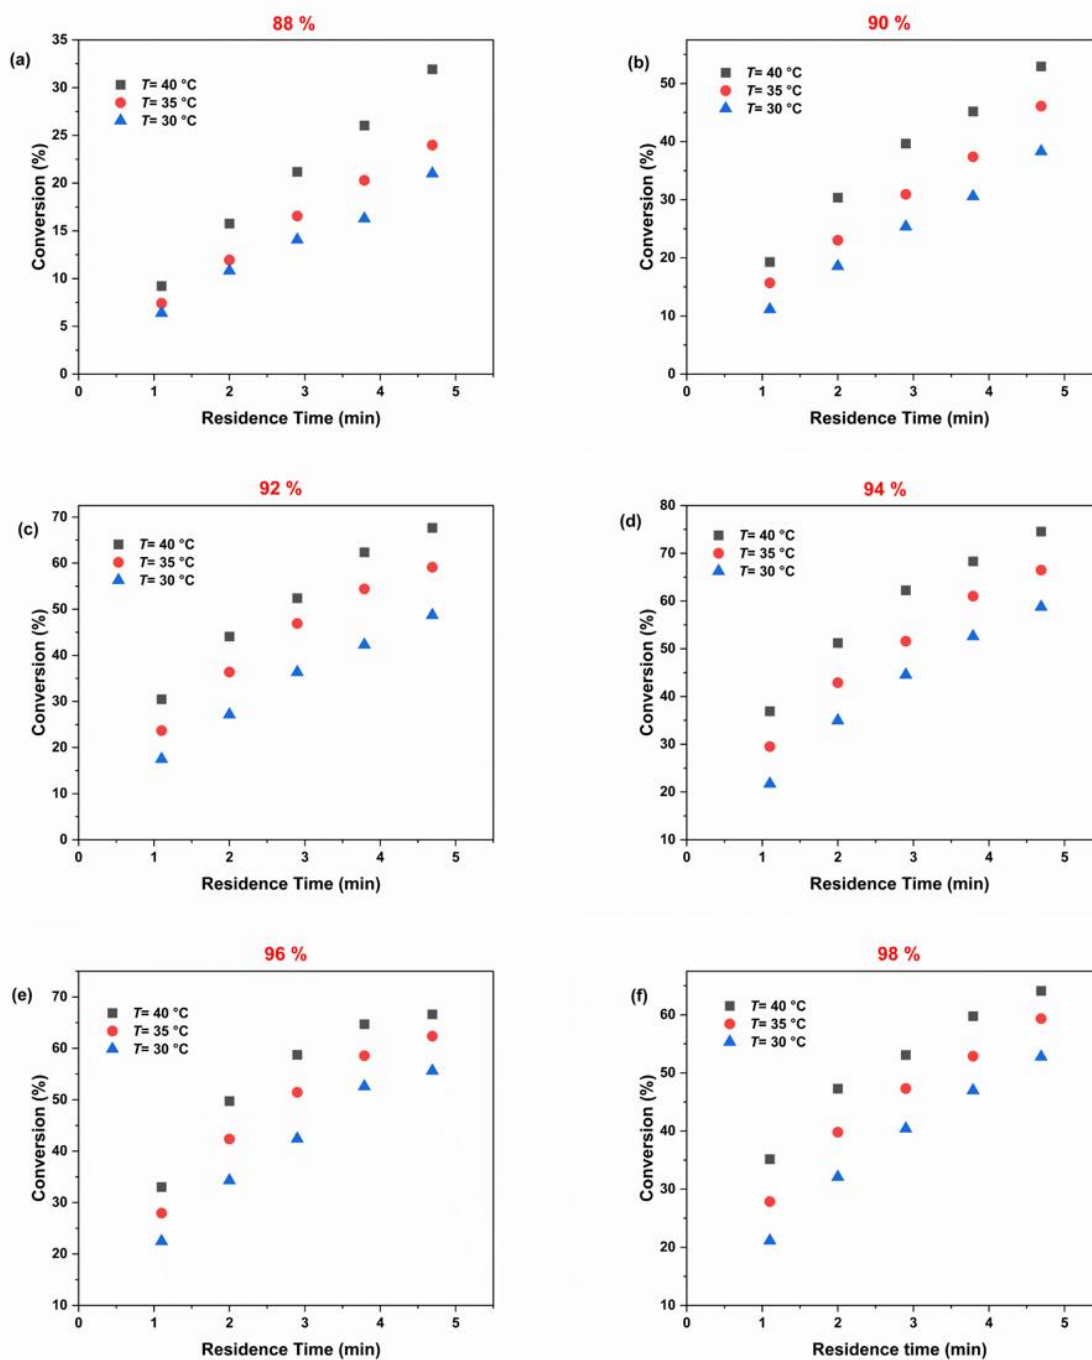 88 %
(a)
T= 40 °C
T= 35 °C
T= 30 °C
Conversion (%)
35
30
25
20
15
10
5
0
0 1 2 3 4 5
Residence Time (min)
90 %
(b)
T= 40 °C
T= 35 °C
T= 30 °C
Conversion (%)
50
40
30
20
10
0
0 1 2 3 4 5
Residence Time (min)
92 %
(c)
T= 40 °C
T= 35 °C
T= 30 °C
Conversion (%)
70
60
50
40
30
20
10
0
0 1 2 3 4 5
Residence Time (min)
94 %
(d)
T= 40 °C
T= 35 °C
T= 30 °C
Conversion (%)
80
70
60
50
40
30
20
10
0 1 2 3 4 5
Residence Time (min)
96 %
(e)
T= 40 °C
T= 35 °C
T= 30 °C
Conversion (%)
70
60
50
40
30
20
10
0 1 2 3 4 5
Residence Time (min)
98 %
(f)
T= 40 °C
T= 35 °C
T= 30 °C
Conversion (%)
60
50
40
30
20
10
0 1 2 3 4 5
Residence time (min)